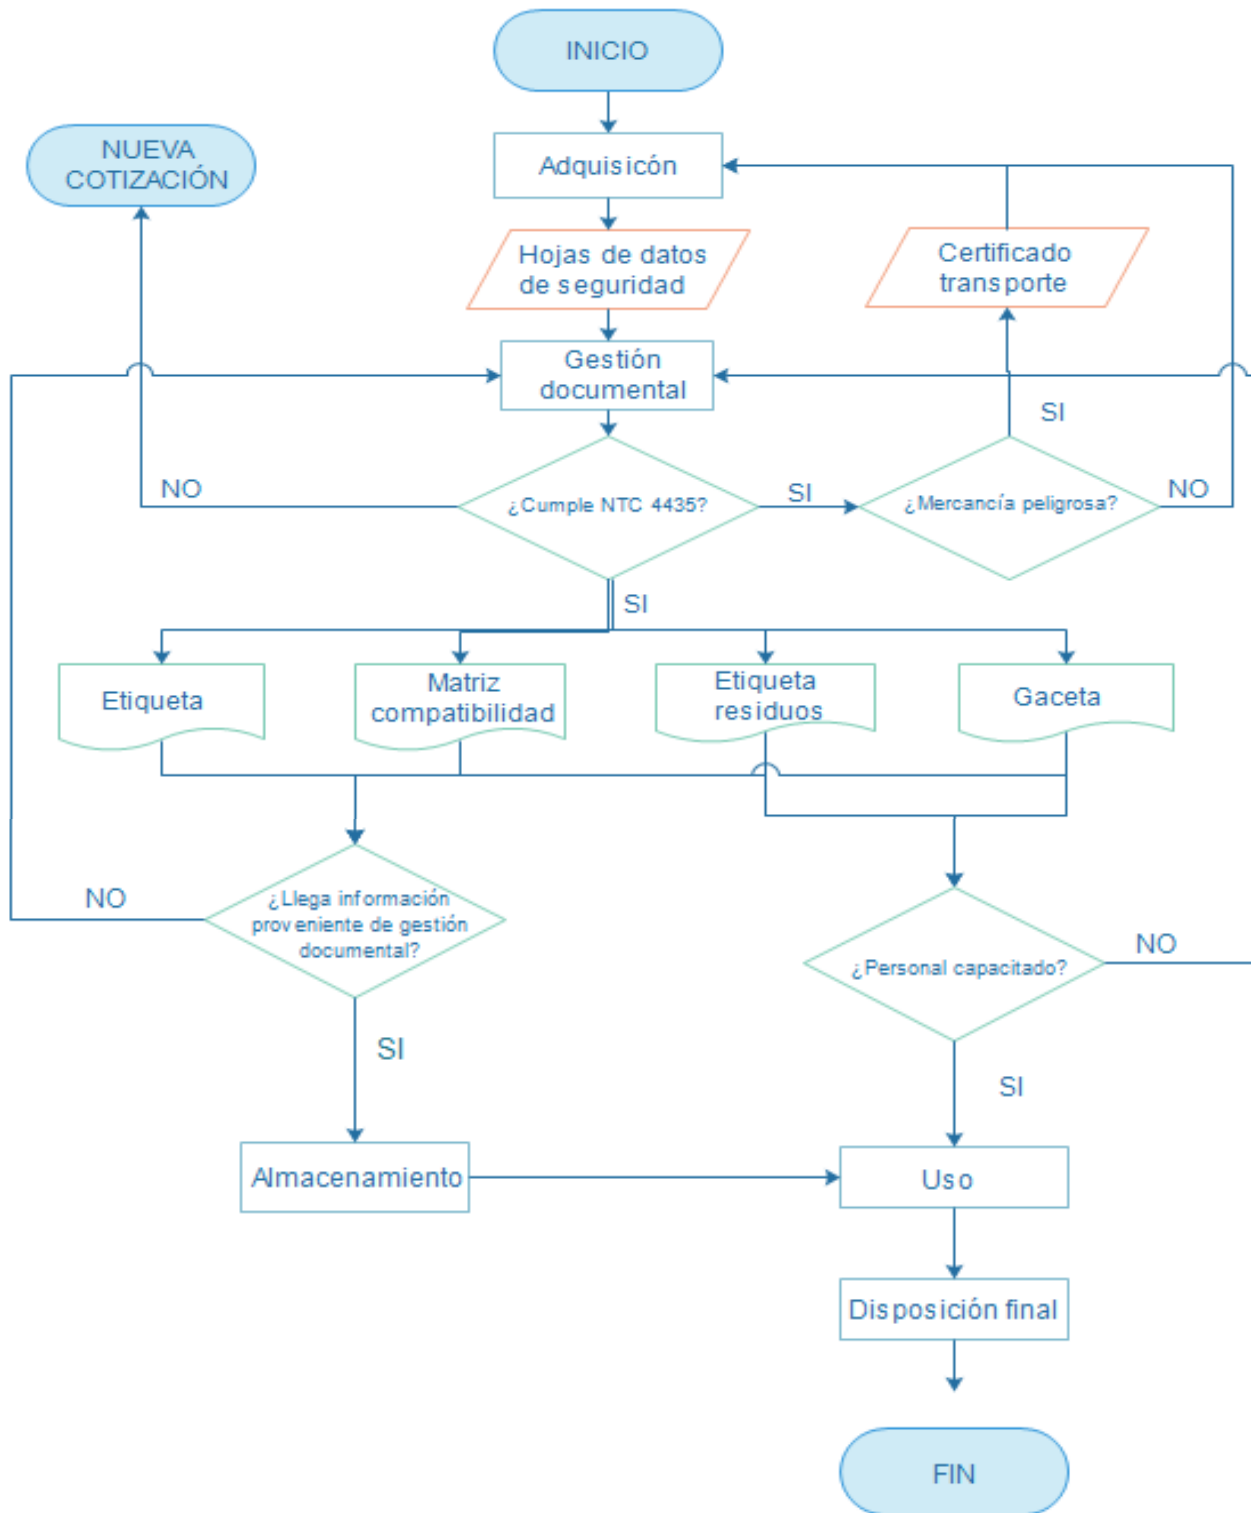 INICIO
NUEVA
COTIZACIÓN
Adquisicón
Hojas de datos
de seguridad
Certificado
transporte
Gestión
documental
SI
NO
¿Cumple NTC 4435?
SI
¿Mercancía peligrosa?
NO
SI
Etiqueta
Matriz
compatibilidad
Etiqueta
residuos
Gaceta
NO
¿Llega información
proveniente de gestión
documental?
¿Personal capacitado?
NO
SI
SI
Almacenamiento
Uso
Disposición final
FIN